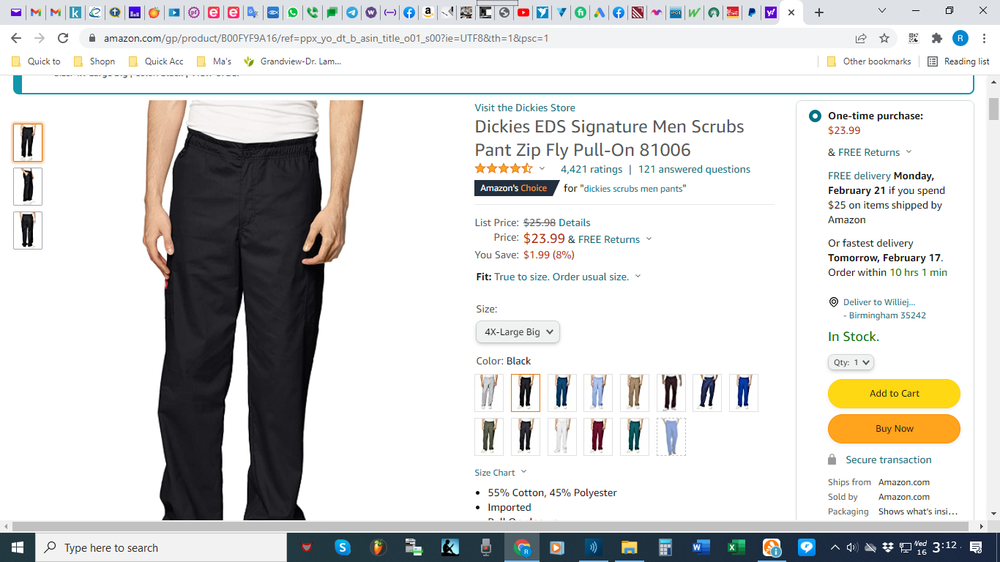 amazon.com/gp/product/B00FYF9A16/ref=ppx_yo_dt_b_asin_title_o01_s00?ie=UTF8&th=1&psc=1
R
Quick to
Shopn
Quick Acc
Ma's
Grandview-Dr. Lam...
Other bookmarks
Reading list
Visit the Dickies Store
Dickies EDS Signature Men Scrubs
Pant Zip Fly Pull-On 81006
4,421 ratings | 121 answered questions
Amazon's Choice for "dickies scrubs men pants"
List Price: $25.98 Details
Price: $23.99 & FREE Returns
You Save: $1.99 (8%)
Fit: True to size. Order usual size.
Size:
4X-Large Big
Color: Black
Size Chart
• 55% Cotton, 45% Polyester
• Imported
One-time purchase:
$23.99
& FREE Returns
FREE delivery Monday,
February 21 if you spend
$25 on items shipped by
Amazon
Or fastest delivery
Tomorrow, February 17.
Order within 10 hrs 1 min
Deliver to Williej...
- Birmingham 35242
In Stock.
Qty: 1
Add to Cart
Buy Now
Secure transaction
Ships from Amazon.com
Sold by Amazon.com
Packaging Shows what's insi...
Type here to search
Wed
16
3:12